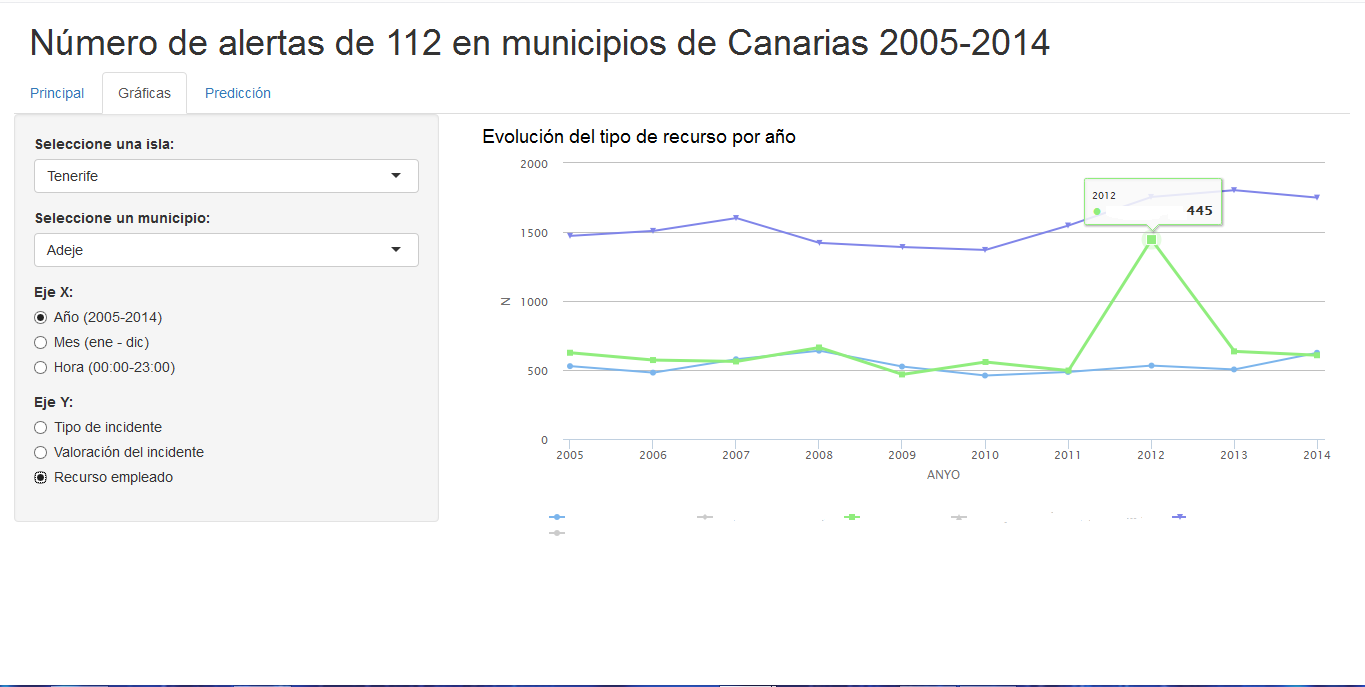 Número de alertas de 112 en municipios de Canarias 2005-2014
Principal Gráficas Predicción
Seleccione una isla:
Tenerife
Seleccione un municipio:
Adeje
Eje X:
Año (2005-2014)
Mes (ene - dic)
Hora (00:00-23:00)
Eje Y:
Tipo de incidente
Valoración del incidente
Recurso empleado
Evolución del tipo de recurso por año
2000
1500
1000
500
0
N
2012
445
2005 2006 2007 2008 2009 2010 2011 2012 2013 2014
ANYO